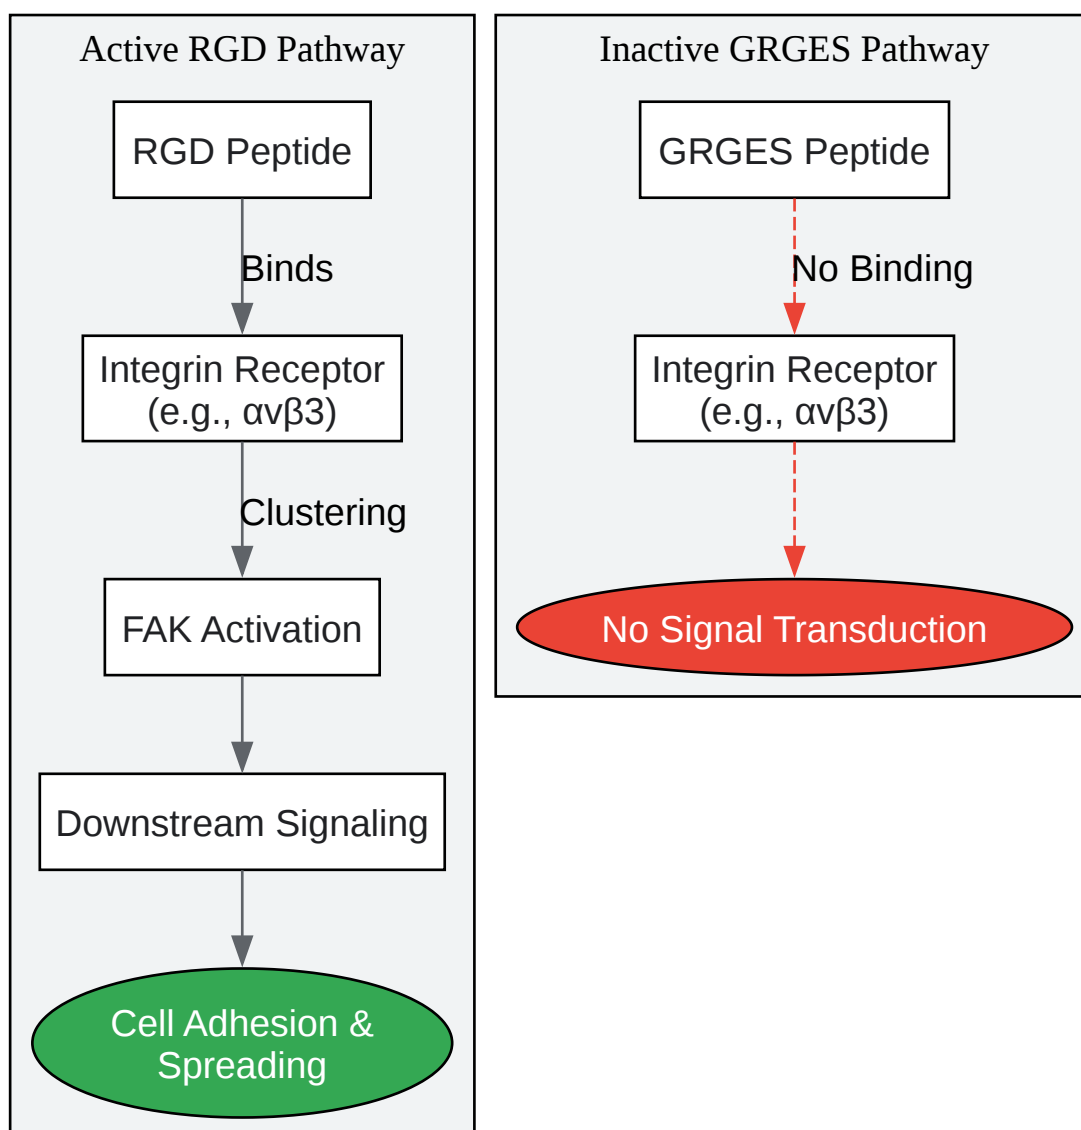 Active RGD Pathway
RGD Peptide
Binds
Integrin Receptor
(e.g., αvβ3)
Clustering
FAK Activation
Downstream Signaling
Cell Adhesion &
Spreading
Inactive GRGES Pathway
GRGES Peptide
No Binding
Integrin Receptor
(e.g., αvβ3)
No Signal Transduction